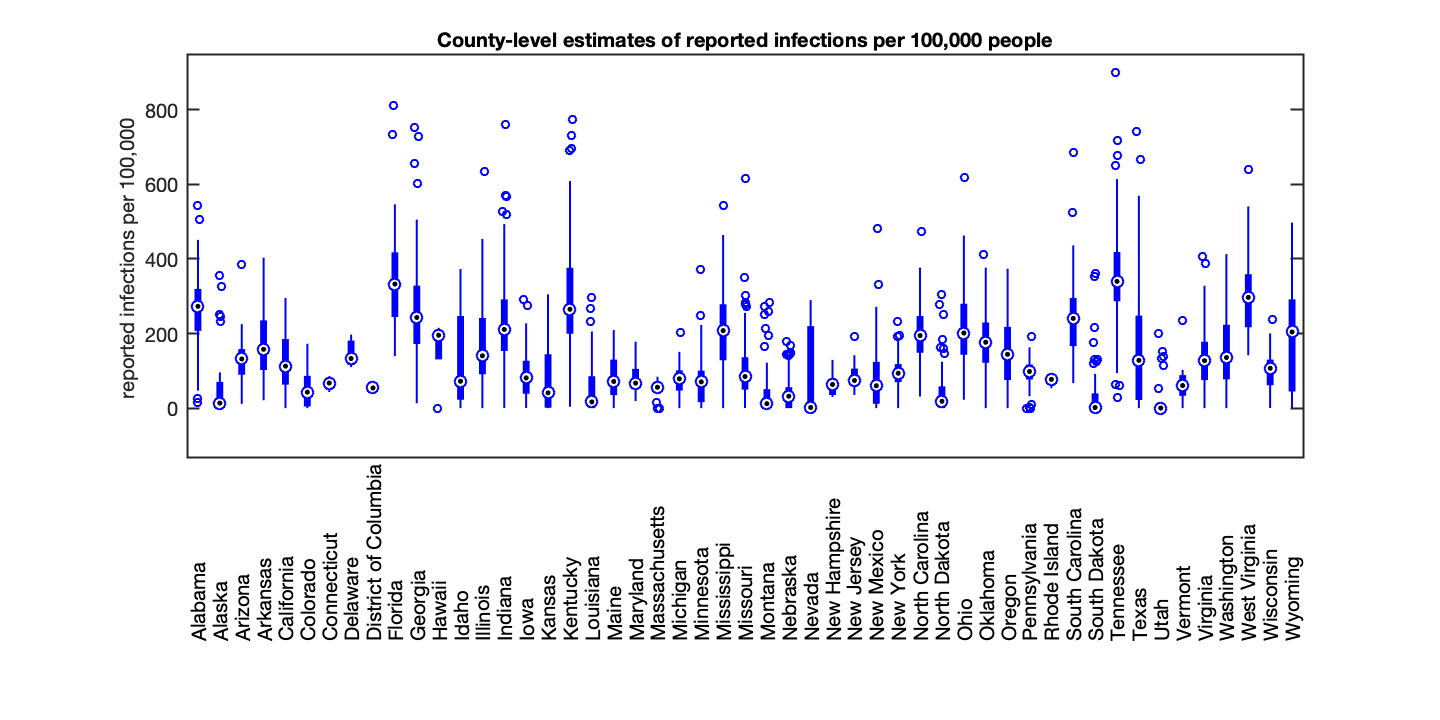 County-level estimates of reported infections per 100,000 people
reported infections per 100,000
800
600
400
200
0
Alabama
Alaska
Arizona
Arkansas
California
Colorado
Connecticut
Delaware
District of Columbia
Florida
Georgia
Hawaii
Idaho
Illinois
Indiana
Iowa
Kansas
Kentucky
Louisiana
Maine
Maryland
Massachusetts
Michigan
Minnesota
Mississippi
Missouri
Montana
Nebraska
Nevada
New Hampshire
New Jersey
New Mexico
New York
North Carolina
North Dakota
Ohio
Oklahoma
Oregon
Pennsylvania
Rhode Island
South Carolina
South Dakota
Tennessee
Texas
Utah
Vermont
Virginia
Washington
West Virginia
Wisconsin
Wyoming